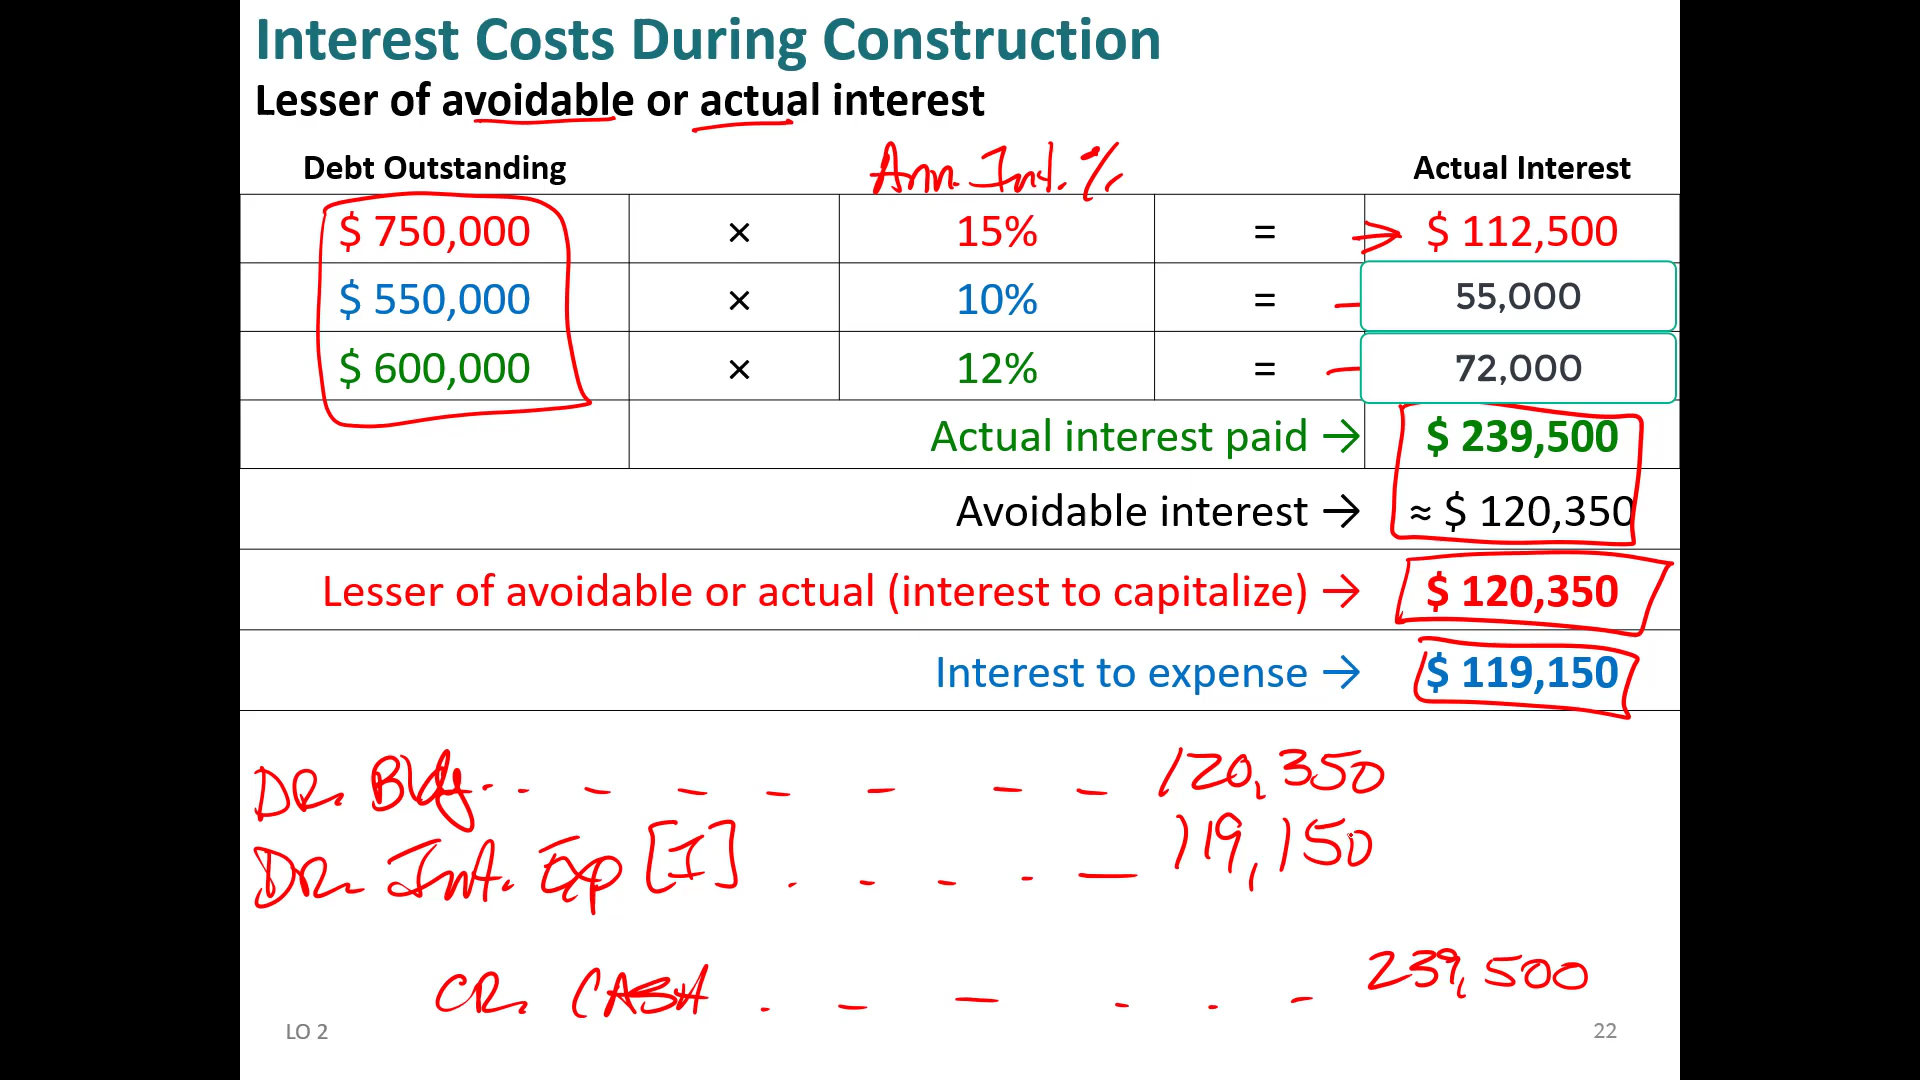 Interest Costs During Construction
Lesser of avoidable or actual interest
Debt Outstanding Ann. Int. % Actual Interest
$ 750,000 × 15% = $ 112,500
$ 550,000 × 10% = 55,000
$ 600,000 × 12% = 72,000
Actual interest paid → $ 239,500
Avoidable interest → ≈ $ 120,350
Lesser of avoidable or actual (interest to capitalize) → $ 120,350
Interest to expense → $ 119,150
DR. Bldg. 120,350
DR. Int. Exp [I] 119,150
CR. CASH 239,500
LO 2 22